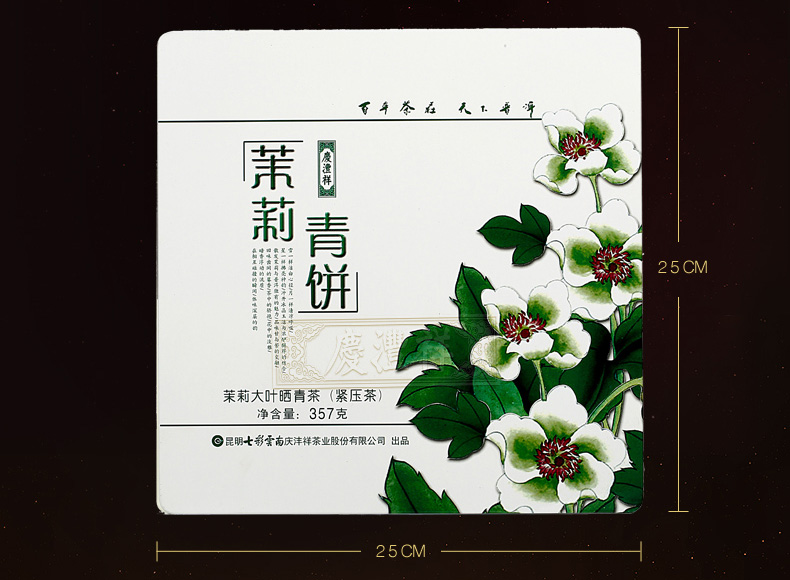 百年茶庄 天下普洱
慶灃祥
茉莉
青饼
慶灃
茉莉大叶晒青茶(紧压茶)
净含量:357克
昆明七彩雲南庆沣祥茶业股份有限公司 出品
25CM
25CM